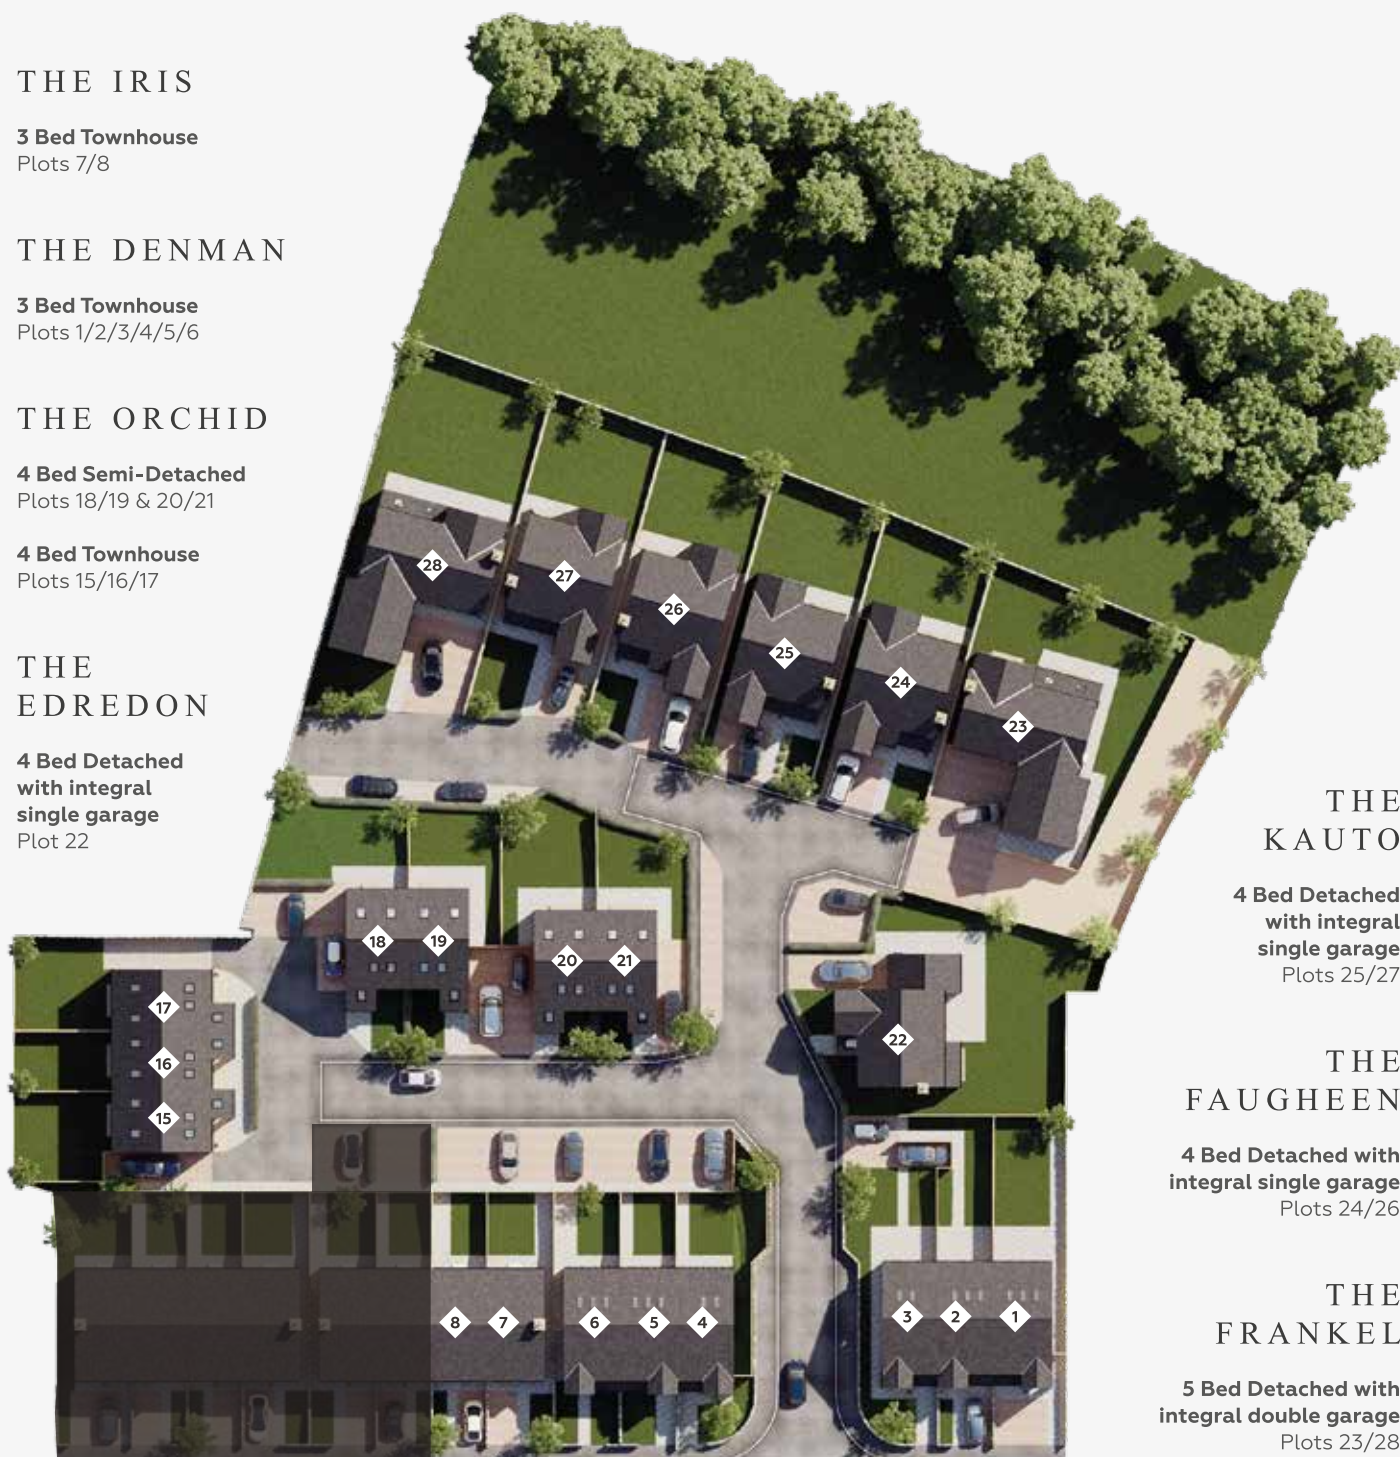 THE IRIS
3 Bed Townhouse
Plots 7/8
THE DENMAN
3 Bed Townhouse
Plots 1/2/3/4/5/6
THE ORCHID
4 Bed Semi-Detached
Plots 18/19 & 20/21
4 Bed Townhouse
Plots 15/16/17
THE
EDREDON
4 Bed Detached
with integral
single garage
Plot 22
28
27
26
25
24
23
18
19
20
21
17
16
15
22
8
7
6
5
4
3
2
1
THE
KAUTO
4 Bed Detached
with integral
single garage
Plots 25/27
THE
FAUGHEEN
4 Bed Detached with
integral single garage
Plots 24/26
THE
FRANKEL
5 Bed Detached with
integral double garage
Plots 23/28